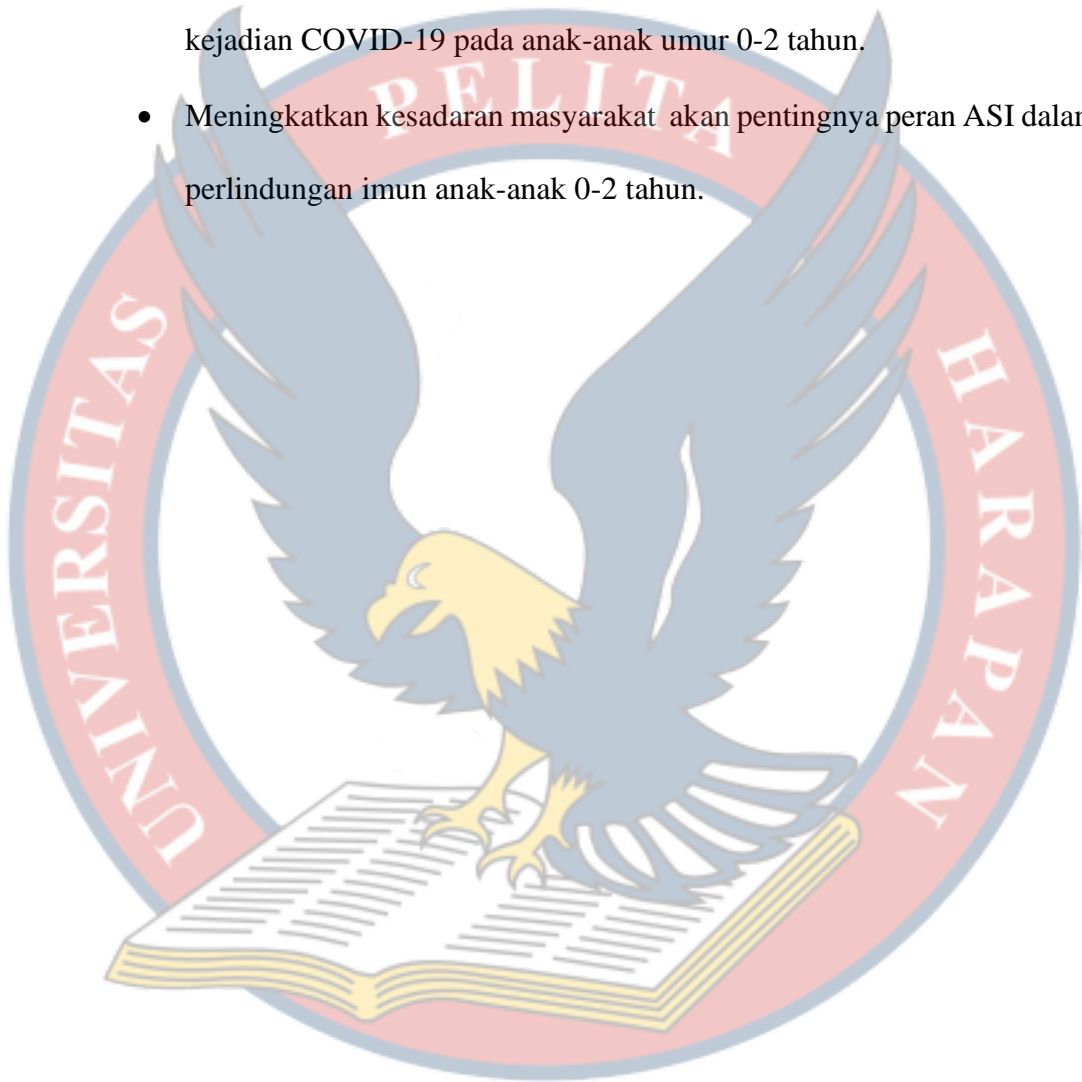 kejadian COVID-19 pada anak-anak umur 0-2 tahun.
PELITA
• Meningkatkan kesadaran masyarakat akan pentingnya peran ASI dalam
perlindungan imun anak-anak 0-2 tahun.
UNIVERSITAS
HARAPAN